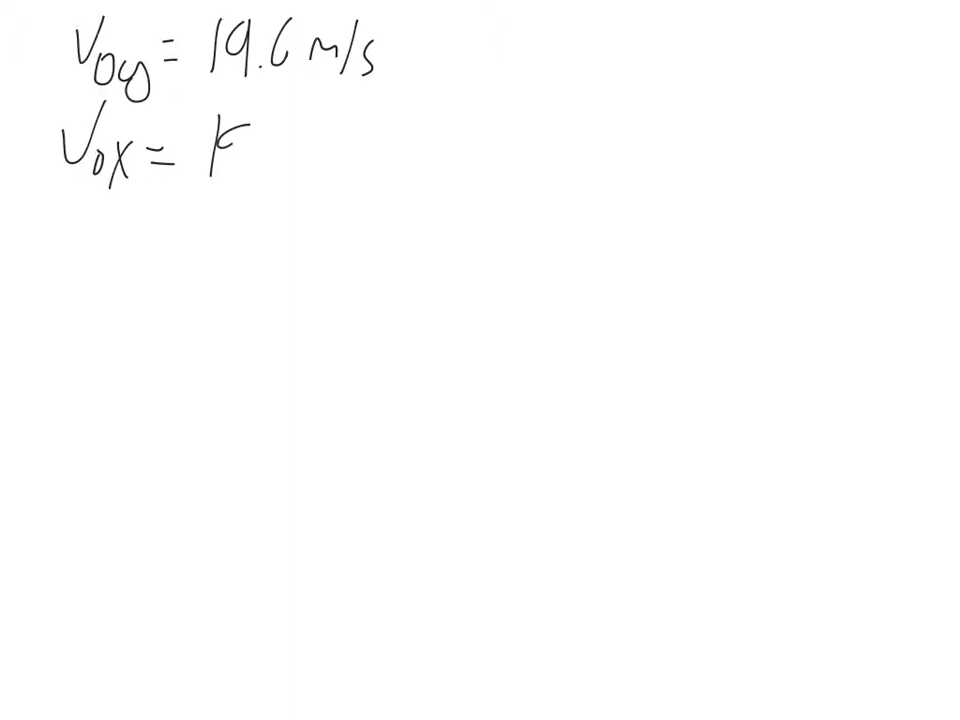 V0y = 19.6 m/s
V0x =